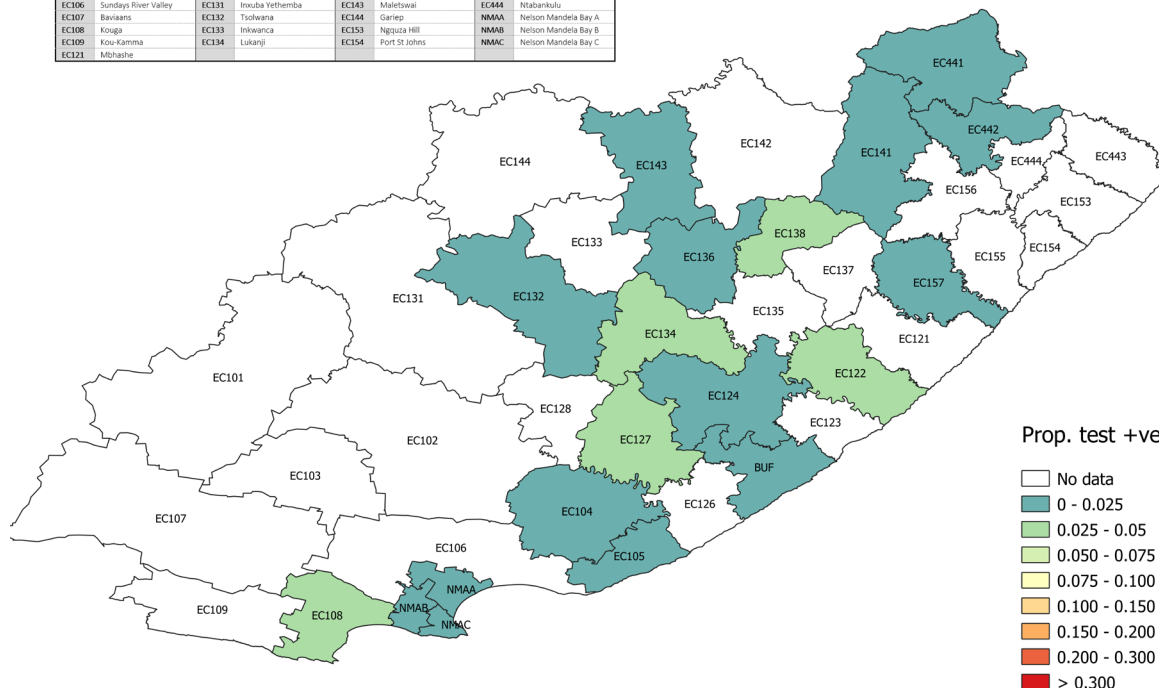 EC106 Sundays River Valley EC131 Inxuba Yethemba EC143 Maletswai EC444 Ntabankulu
EC107 Baviaans EC132 Tsolwana EC144 Gariep NMAA Nelson Mandela Bay A
EC108 Kouga EC133 Inkwanca EC153 Ngquza Hill NMAB Nelson Mandela Bay B
EC109 Kou-Kamma EC134 Lukanji EC154 Port St Johns NMAC Nelson Mandela Bay C
EC121 Mbhashe
EC441
EC442
EC142
EC141
EC444
EC443
EC144
EC143
EC156
EC153
EC138
EC133
EC154
EC136
EC155
EC137
EC157
EC132
EC131
EC135
EC134
EC121
EC101
EC122
EC124
EC128
EC123
EC127
EC102
BUF
EC103
EC126
EC104
EC107
EC106
EC105
NMAA
NMAB
EC109
EC108
NMAC
Prop. test +ve
No data
0 - 0.025
0.025 - 0.05
0.050 - 0.075
0.075 - 0.100
0.100 - 0.150
0.150 - 0.200
0.200 - 0.300
> 0.300